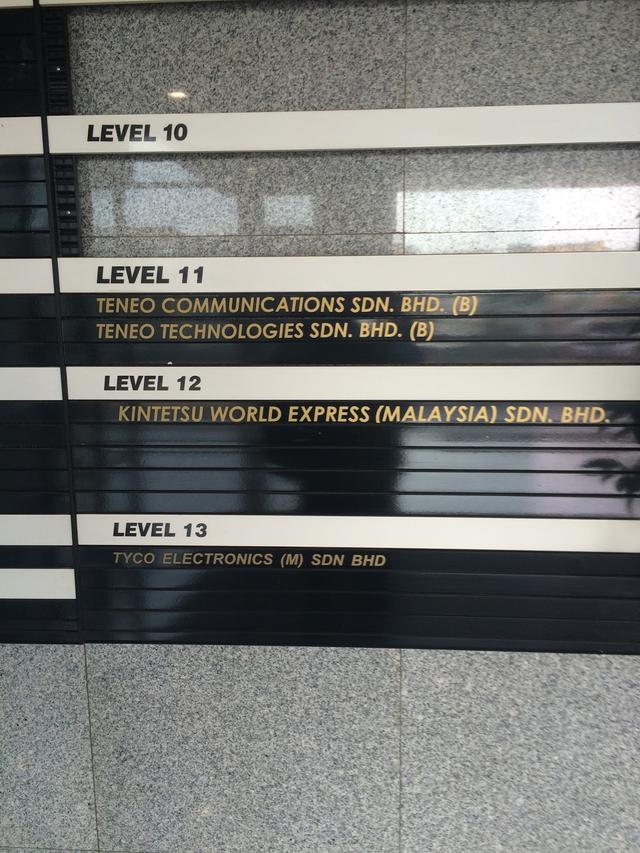 LEVEL 10
LEVEL 11
TENEO COMMUNICATIONS SDN. BHD. (B)
TENEO TECHNOLOGIES SDN. BHD. (B)
LEVEL 12
KINTETSU WORLD EXPRESS (MALAYSIA) SDN. BHD.
LEVEL 13
TYCO ELECTRONICS (M) SDN BHD